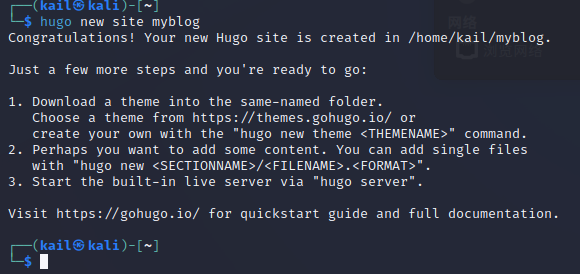 ┌──(kail㉿kali)-[~]
└─$ hugo new site myblog
Congratulations! Your new Hugo site is created in /home/kail/myblog.

Just a few more steps and you're ready to go:

1. Download a theme into the same-named folder.
   Choose a theme from https://themes.gohugo.io/ or
   create your own with the "hugo new theme <THEMENAME>" command.
2. Perhaps you want to add some content. You can add single files
   with "hugo new <SECTIONNAME>/<FILENAME>.<FORMAT>".
3. Start the built-in live server via "hugo server".

Visit https://gohugo.io/ for quickstart guide and full documentation.

┌──(kail㉿kali)-[~]
└─$